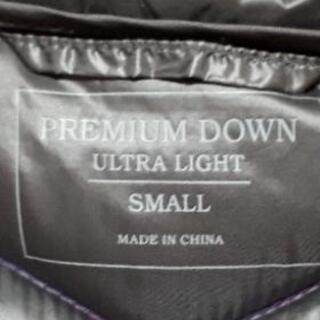 PREMIUM DOWN
ULTRA LIGHT
SMALL
MADE IN CHINA